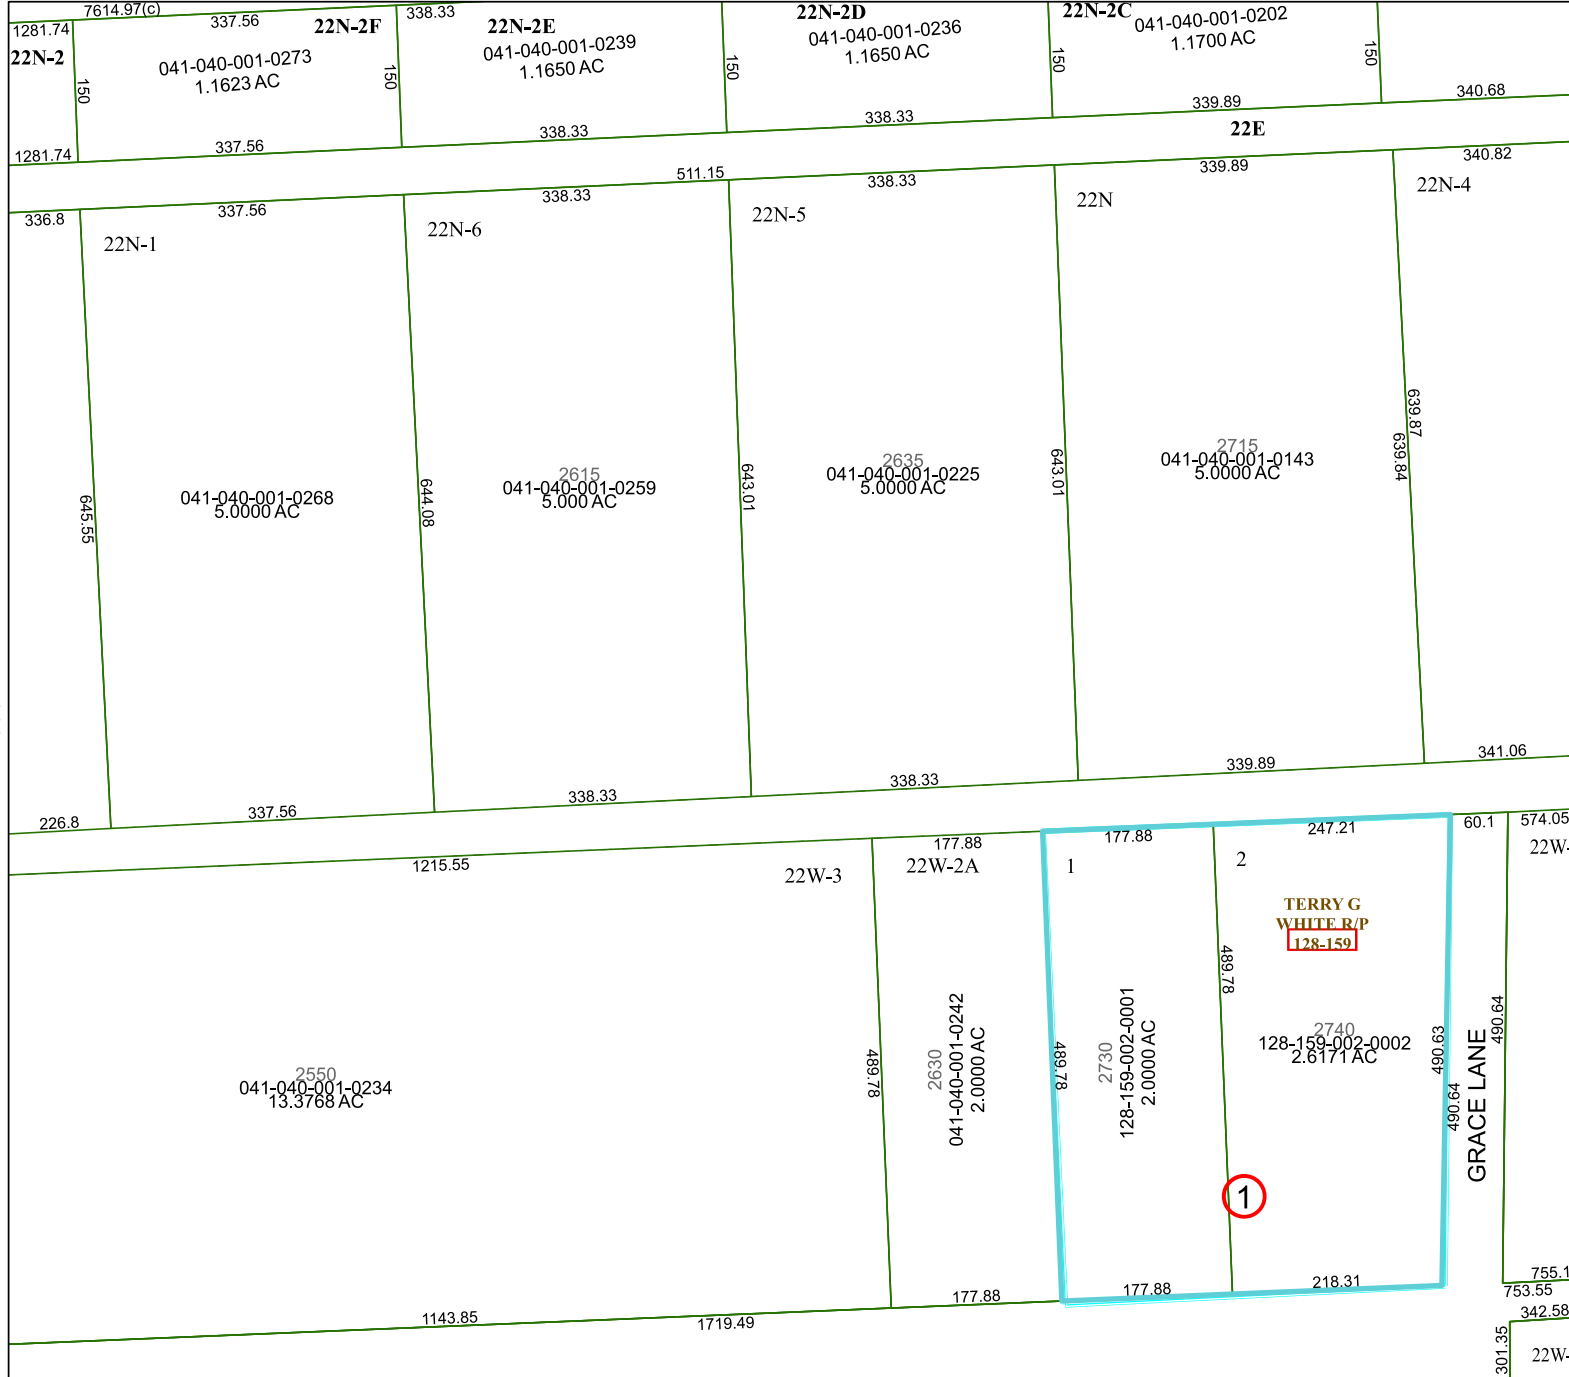 7614.97(c)
1281.74
337.56
22N-2F
338.33
22N-2E
22N-2D
22N-2C
22N-2
041-040-001-0273
1.1623 AC
041-040-001-0239
1.1650 AC
041-040-001-0236
1.1650 AC
041-040-001-0202
1.1700 AC
150
150
150
150
150
1281.74
337.56
338.33
338.33
339.89
340.68
22E
336.8
337.56
338.33
511.15
338.33
339.89
340.82
22N-1
22N-6
22N-5
22N
22N-4
645.55
041-040-001-0268
5.0000 AC
644.08
2615
041-040-001-0259
5.000 AC
643.01
2635
041-040-001-0225
5.0000 AC
643.01
2715
041-040-001-0143
5.0000 AC
639.87
639.84
226.8
337.56
338.33
338.33
339.89
341.06
1215.55
177.88
177.88
247.21
60.1
574.05
22W-3
22W-2A
1
2
22W-
TERRY G
WHITE R/P
128-159
2550
041-040-001-0234
13.3768 AC
489.78
2630
041-040-001-0242
2.0000 AC
489.78
2730
128-159-002-0001
2.0000 AC
489.78
2740
128-159-002-0002
2.6171 AC
490.63
490.64
GRACE LANE
490.64
1
1143.85
1719.49
177.88
177.88
218.31
755.1
753.55
342.58
301.35
22W-